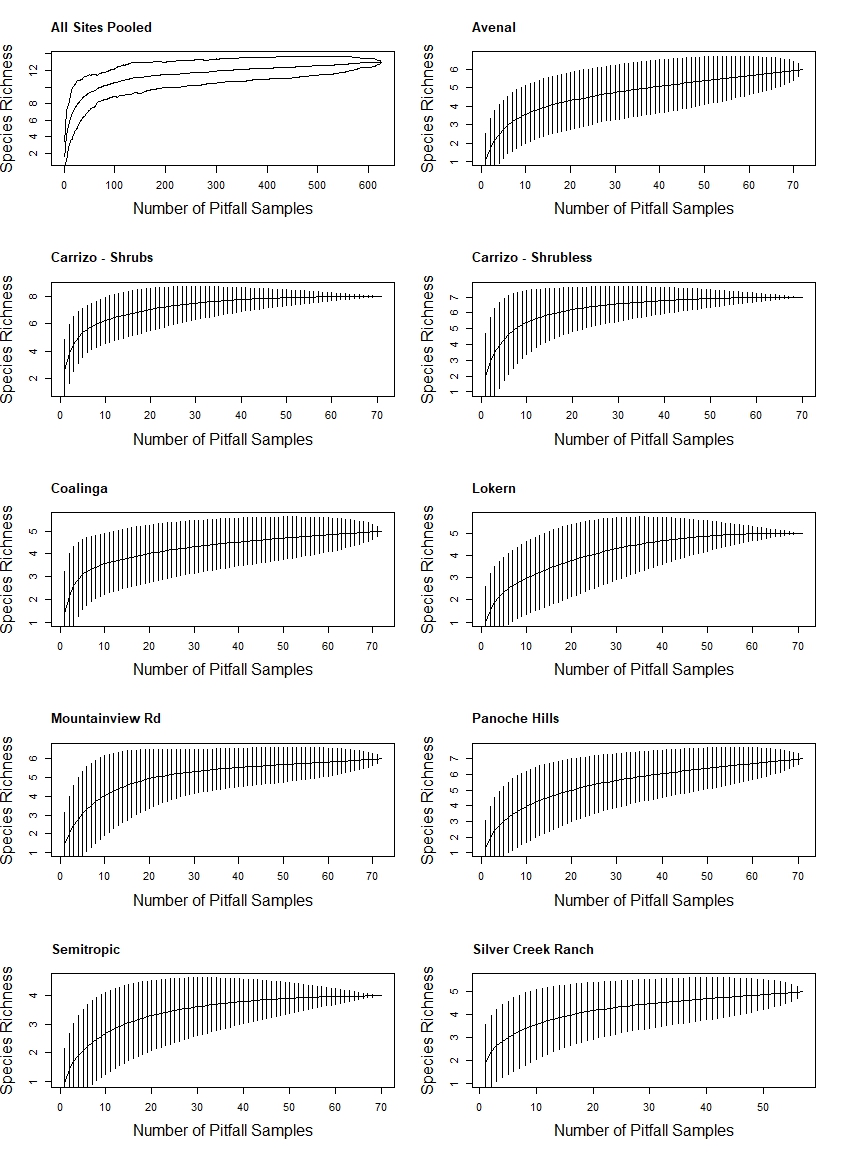 All Sites Pooled
Species Richness
2 4 6 8 12
0 100 200 300 400 500 600
Number of Pitfall Samples
Avenal
Species Richness
1 2 3 4 5 6
0 10 20 30 40 50 60 70
Number of Pitfall Samples
Carrizo - Shrubs
Species Richness
2 4 6 8
0 10 20 30 40 50 60 70
Number of Pitfall Samples
Carrizo - Shrubless
Species Richness
1 2 3 4 5 6 7
0 10 20 30 40 50 60 70
Number of Pitfall Samples
Coalinga
Species Richness
1 2 3 4 5
0 10 20 30 40 50 60 70
Number of Pitfall Samples
Lokern
Species Richness
1 2 3 4 5
0 10 20 30 40 50 60 70
Number of Pitfall Samples
Mountainview Rd
Species Richness
1 2 3 4 5 6
0 10 20 30 40 50 60 70
Number of Pitfall Samples
Panoche Hills
Species Richness
1 2 3 4 5 6 7
0 10 20 30 40 50 60 70
Number of Pitfall Samples
Semitropic
Species Richness
1 2 3 4
0 10 20 30 40 50 60 70
Number of Pitfall Samples
Silver Creek Ranch
Species Richness
1 2 3 4 5
0 10 20 30 40 50
Number of Pitfall Samples